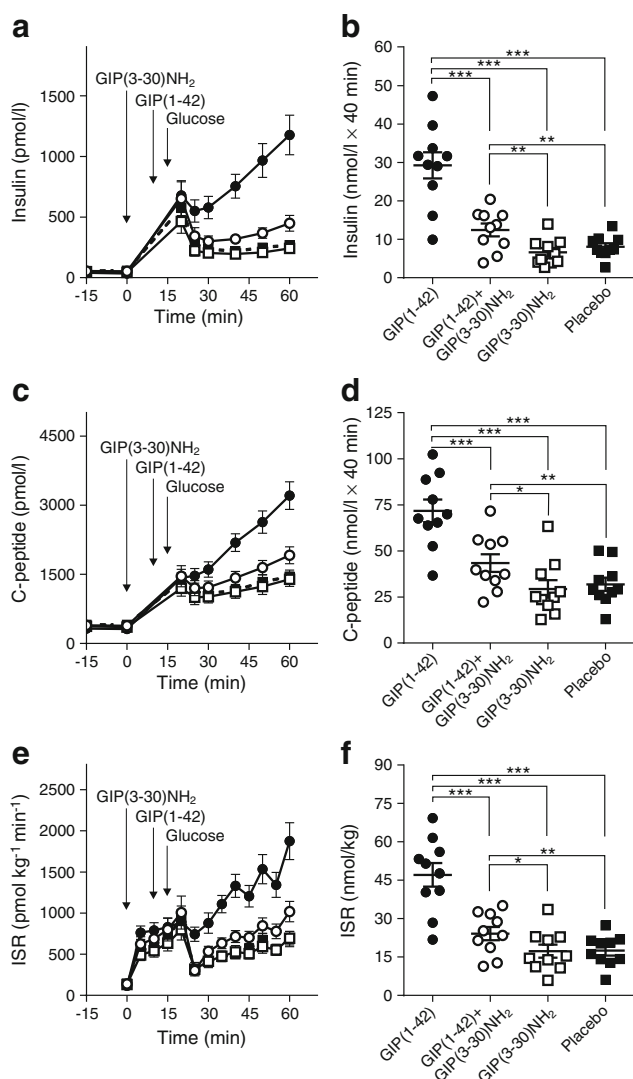 a
Insulin (pmol/l)
1500
1000
500
0
GIP(3-30)NH₂
GIP(1-42)
Glucose
-15 0 15 30 45 60
Time (min)
b
Insulin (nmol/l × 40 min)
60
50
40
30
20
10
0
***
***
***
**
**
GIP(1-42)
GIP(1-42)+
GIP(3-30)NH₂
GIP(3-30)NH₂
Placebo
c
C-peptide (pmol/l)
4500
3000
1500
0
GIP(3-30)NH₂
GIP(1-42)
Glucose
-15 0 15 30 45 60
Time (min)
d
C-peptide (nmol/l × 40 min)
125
100
75
50
25
0
***
***
***
**
*
GIP(1-42)
GIP(1-42)+
GIP(3-30)NH₂
GIP(3-30)NH₂
Placebo
e
ISR (pmol kg⁻¹ min⁻¹)
2500
2000
1500
1000
500
0
GIP(3-30)NH₂
GIP(1-42)
Glucose
-15 0 15 30 45 60
Time (min)
f
ISR (nmol/kg)
90
75
60
45
30
15
0
***
***
***
**
*
GIP(1-42)
GIP(1-42)+
GIP(3-30)NH₂
GIP(3-30)NH₂
Placebo